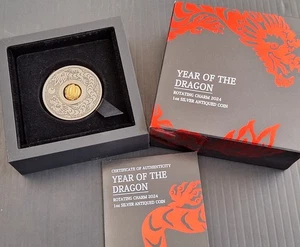 YEAR OF THE
DRAGON
ROTATING CHARM 2024
1oz SILVER ANTIQUED COIN
CERTIFICATE OF AUTHENTICITY
YEAR OF THE
DRAGON
ROTATING CHARM 2024
1oz SILVER ANTIQUED COIN